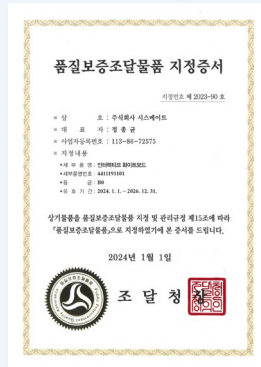 품질보증조달물품 지정증서
지정번호 제 2023-90 호
상 호 : 주식회사 시스메이트
대 표 자 : 정 종 균
사업자등록번호 : 113-86-72575
지정내용
세 부 품 명 : 인터랙티브 화이트보드
세부품명번호 : 4411191101
등 급 : B0
유 효 기 간 : 2024. 1. 1. ~ 2026. 12. 31.
상기물품을 품질보증조달물품 지정 및 관리규정 제15조에 따라
「품질보증조달물품」으로 지정하였기에 본 증서를 드립니다.
2024년 1월 1일
조 달 청 장